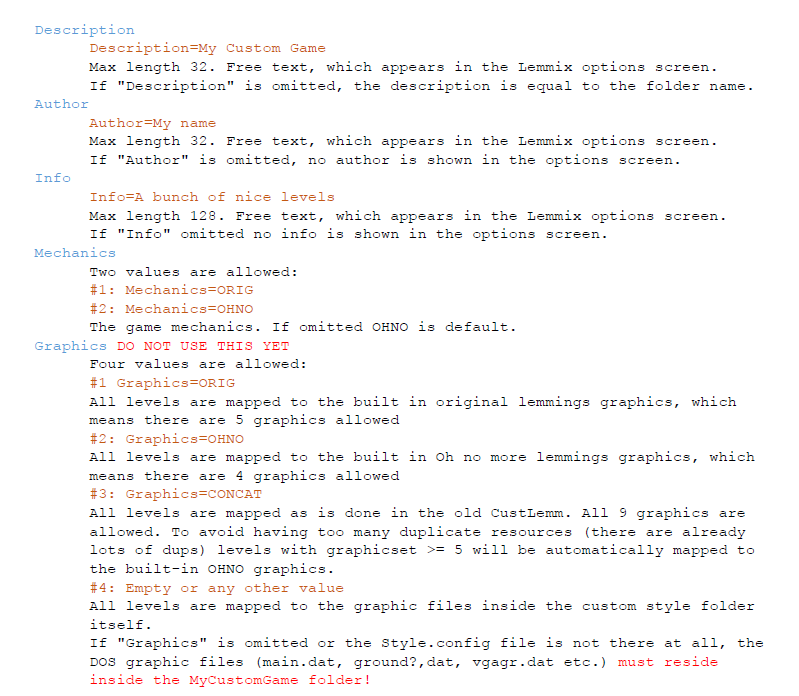 Description
Description=My Custom Game
Max length 32. Free text, which appears in the Lemmix options screen.
If "Description" is omitted, the description is equal to the folder name.
Author
Author=My name
Max length 32. Free text, which appears in the Lemmix options screen.
If "Author" is omitted, no author is shown in the options screen.
Info
Info=A bunch of nice levels
Max length 128. Free text, which appears in the Lemmix options screen.
If "Info" omitted no info is shown in the options screen.
Mechanics
Two values are allowed:
#1: Mechanics=ORIG
#2: Mechanics=OHNO
The game mechanics. If omitted OHNO is default.
Graphics DO NOT USE THIS YET
Four values are allowed:
#1 Graphics=ORIG
All levels are mapped to the built in original lemmings graphics, which
means there are 5 graphics allowed
#2: Graphics=OHNO
All levels are mapped to the built in Oh no more lemmings graphics, which
means there are 4 graphics allowed
#3: Graphics=CONCAT
All levels are mapped as is done in the old CustLemm. All 9 graphics are
allowed. To avoid having too many duplicate resources (there are already
lots of dups) levels with graphicset >= 5 will be automatically mapped to
the built-in OHNO graphics.
#4: Empty or any other value
All levels are mapped to the graphic files inside the custom style folder
itself.
If "Graphics" is omitted or the Style.config file is not there at all, the
DOS graphic files (main.dat, ground?,dat, vgagr.dat etc.) must reside
inside the MyCustomGame folder!